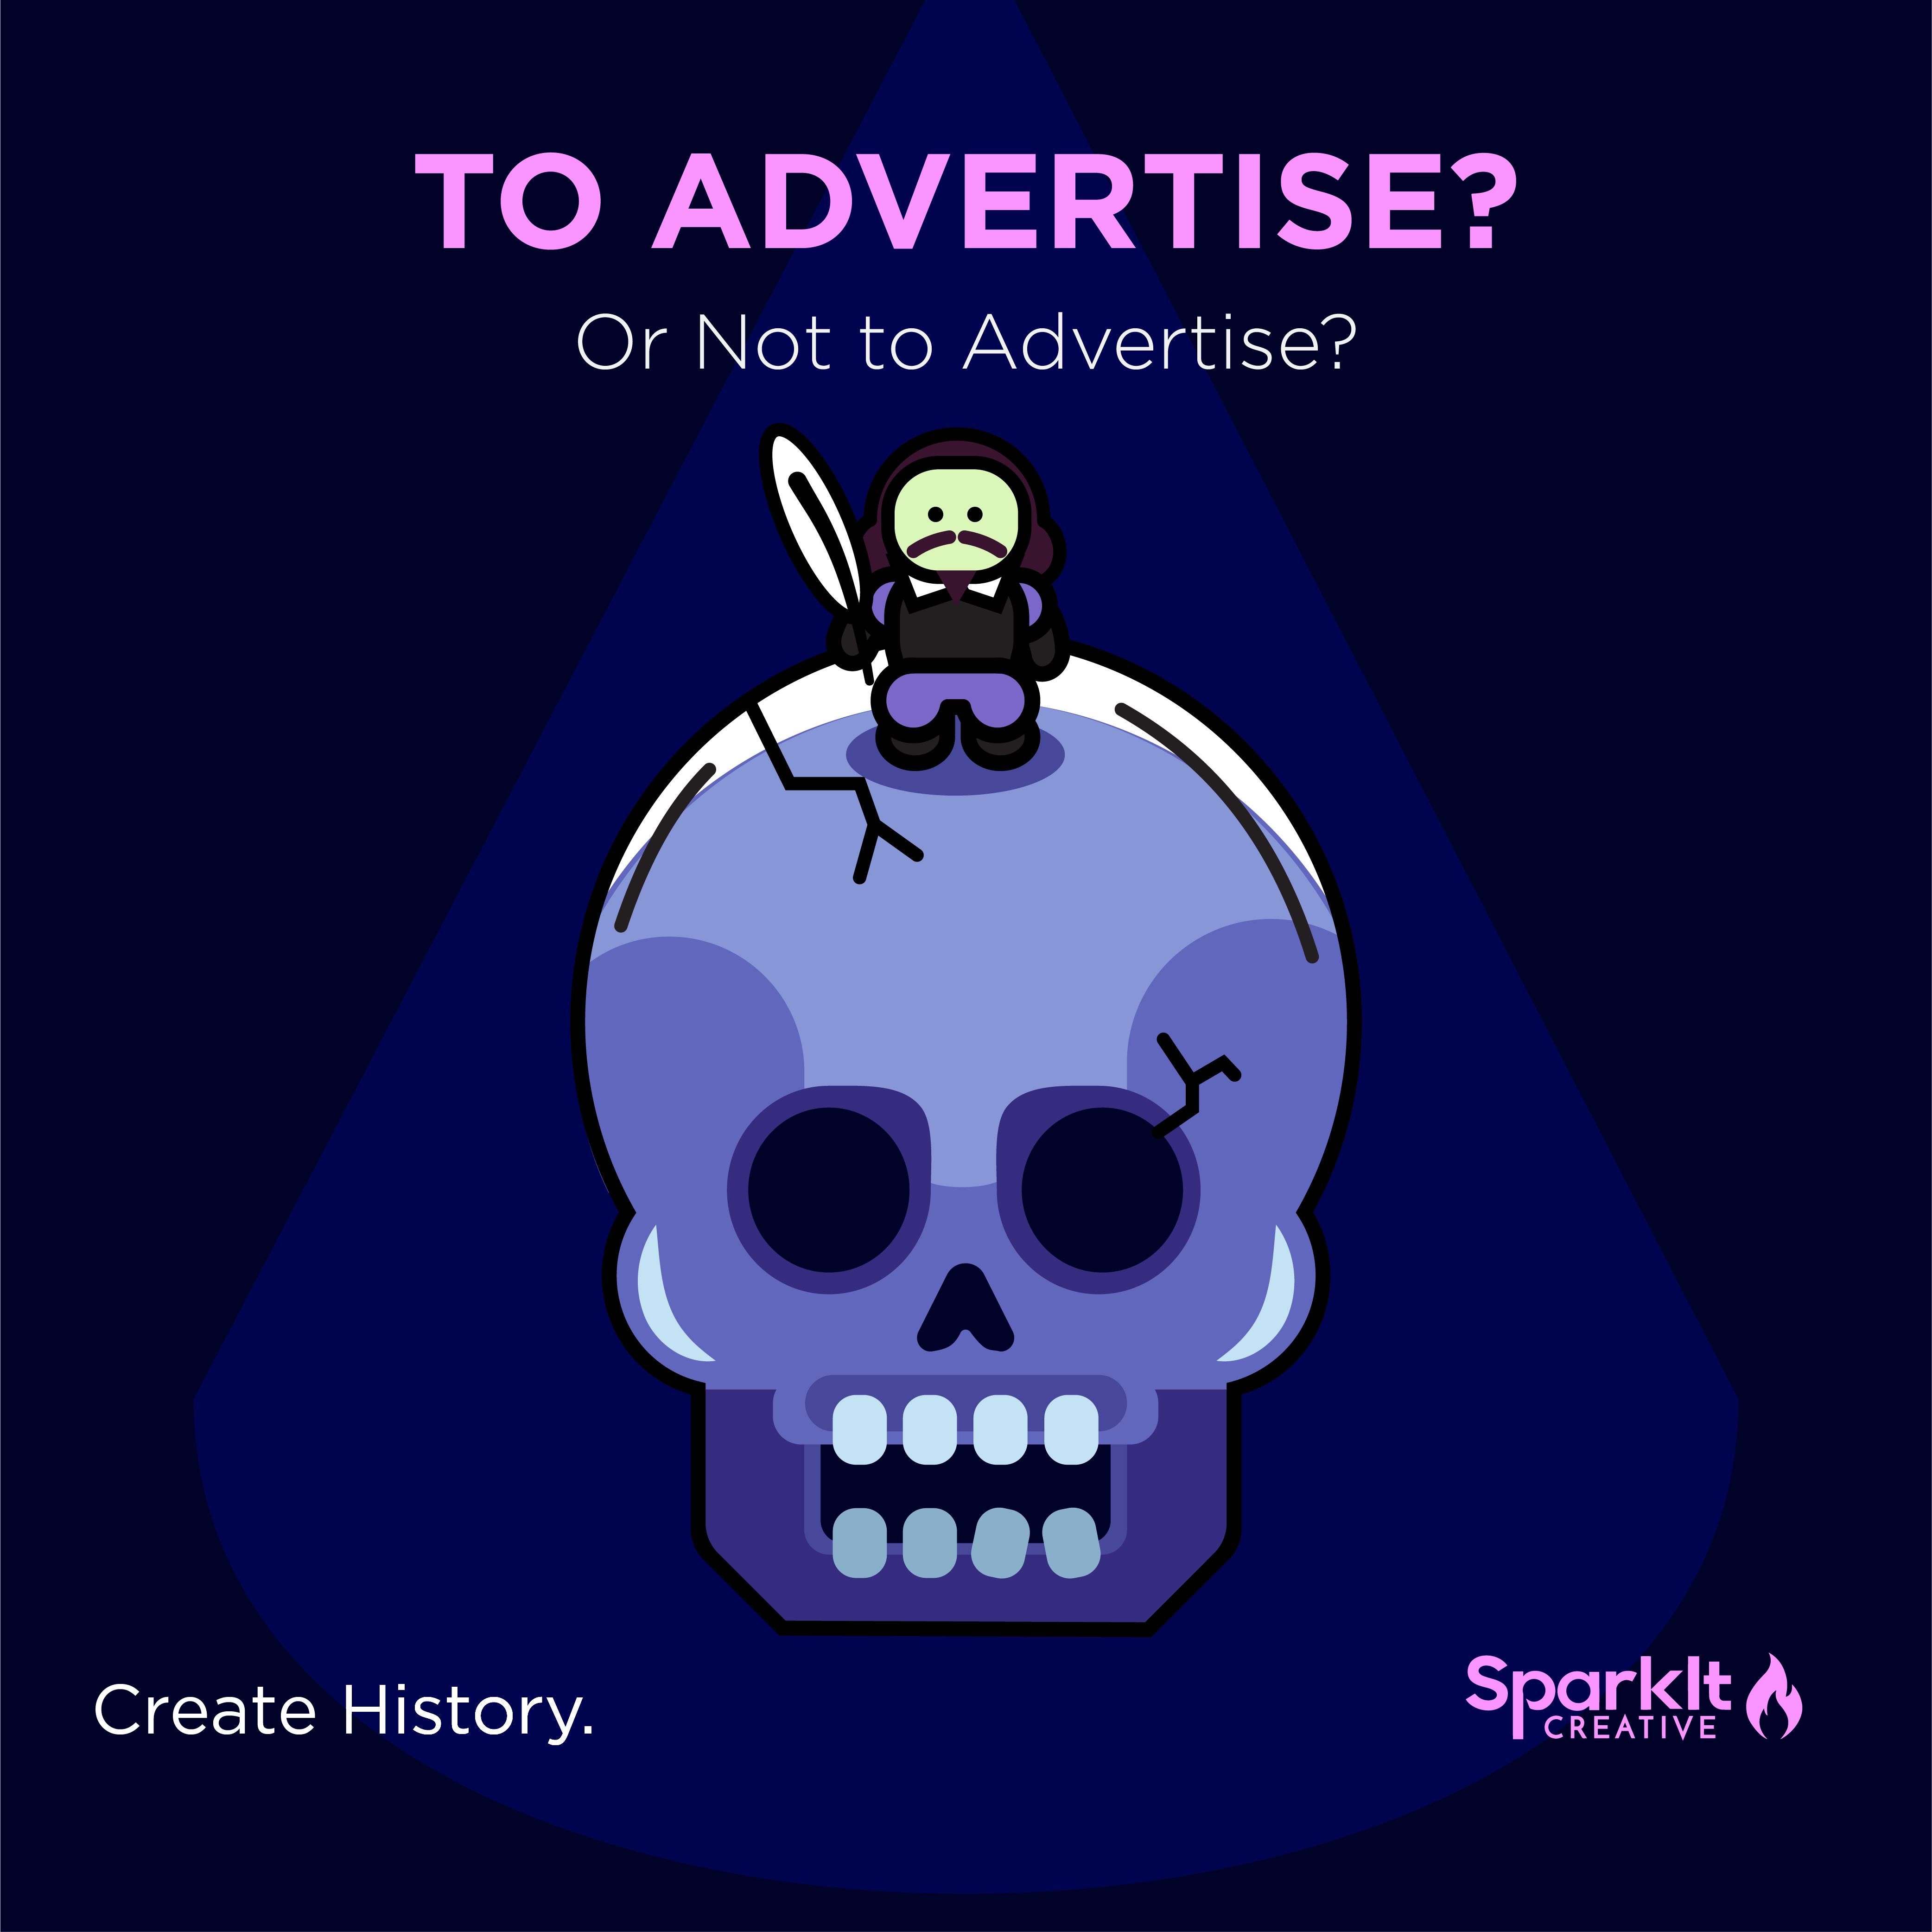 TO ADVERTISE?
Or Not to Advertise?
Create History.
SparkIt
CREATIVE